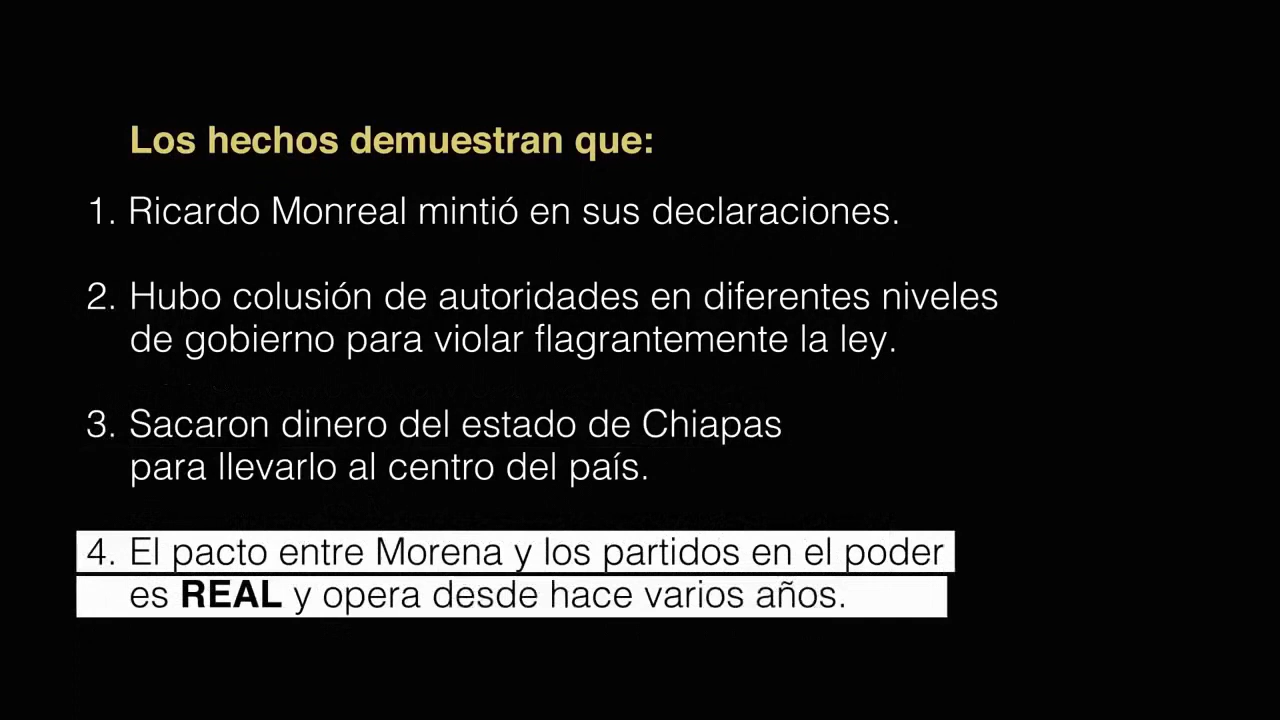 Los hechos demuestran que:
1. Ricardo Monreal mintió en sus declaraciones.
2. Hubo colusión de autoridades en diferentes niveles
de gobierno para violar flagrantemente la ley.
3. Sacaron dinero del estado de Chiapas
para llevarlo al centro del país.
4. El pacto entre Morena y los partidos en el poder
es REAL y opera desde hace varios años.